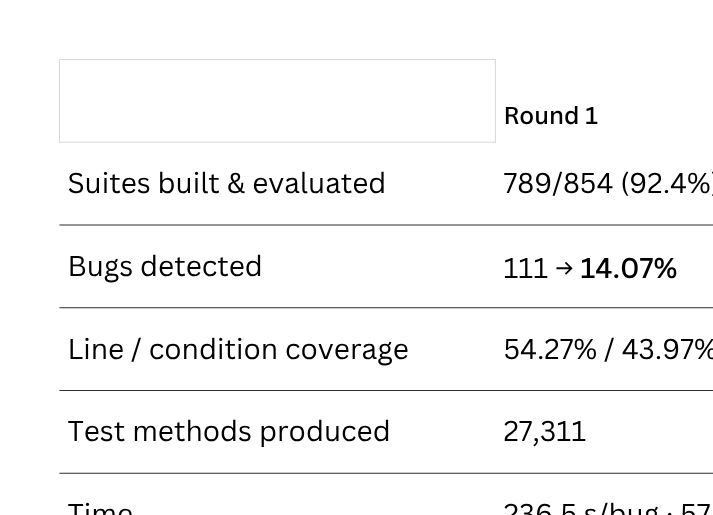 Round 1
Suites built & evaluated 789/854 (92.4%)
Bugs detected 111 → 14.07%
Line / condition coverage 54.27% / 43.97%
Test methods produced 27,311
Time 236.5 s/bug · 57